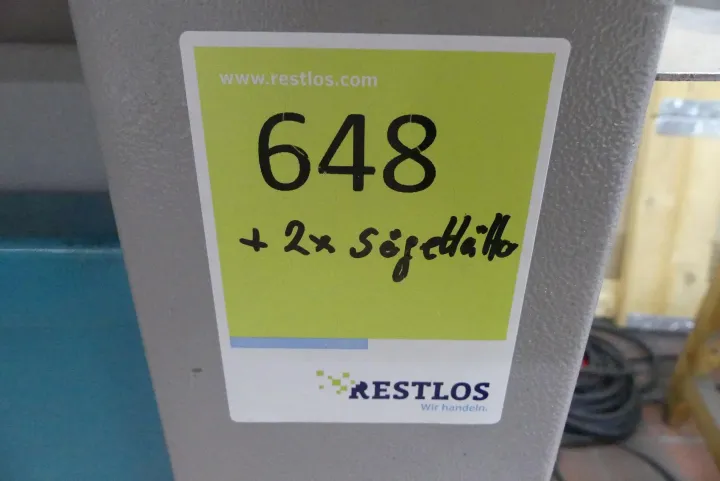 www.restlos.com
648
+ 2x Sägeblätter
RESTLOS
Wir handeln.